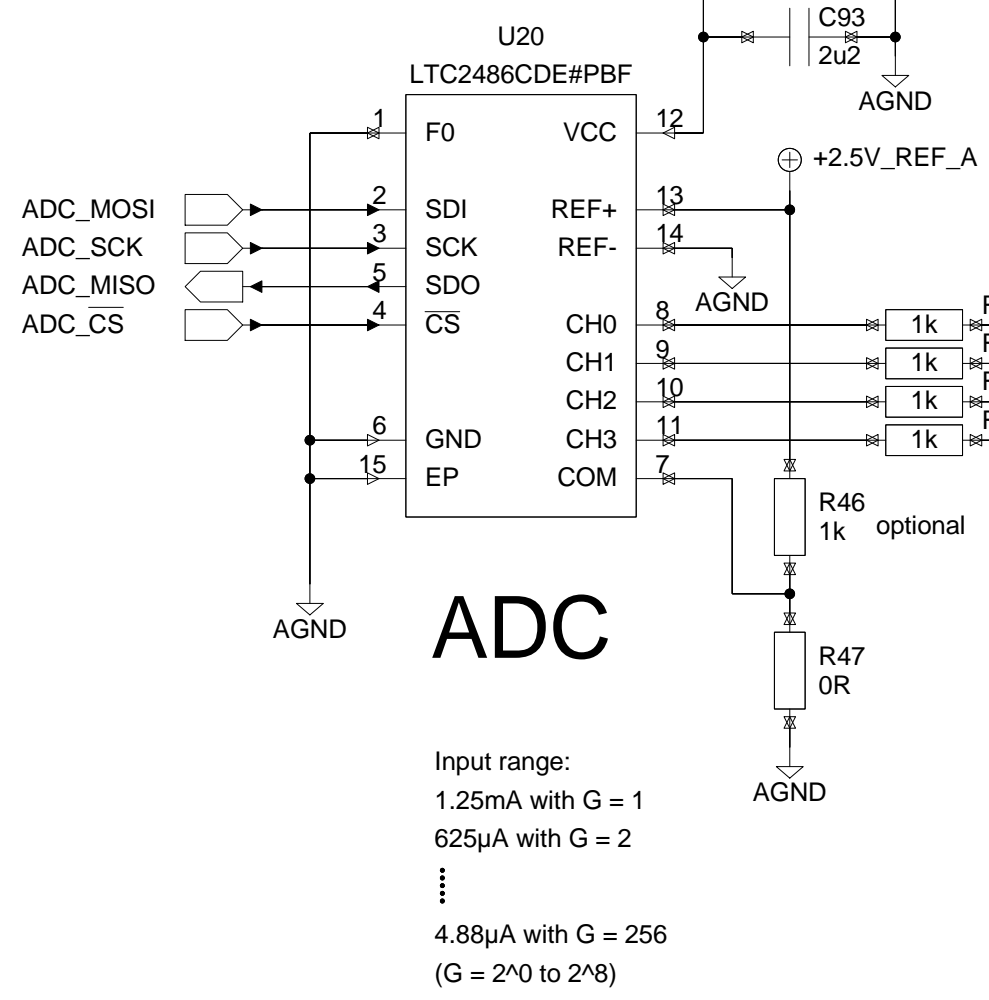 C93
2u2
AGND
U20
LTC2486CDE#PBF
1 F0 VCC 12
+2.5V_REF_A
ADC_MOSI 2 SDI REF+ 13
ADC_SCK 3 SCK REF- 14
ADC_MISO 5 SDO
AGND
ADC_CS 4 CS CH0 8 1k
CH1 9 1k
CH2 10 1k
6 GND CH3 11 1k
15 EP COM 7
R46
1k optional
AGND
ADC
R47
0R
AGND
Input range:
1.25mA with G = 1
625µA with G = 2
4.88µA with G = 256
(G = 2^0 to 2^8)